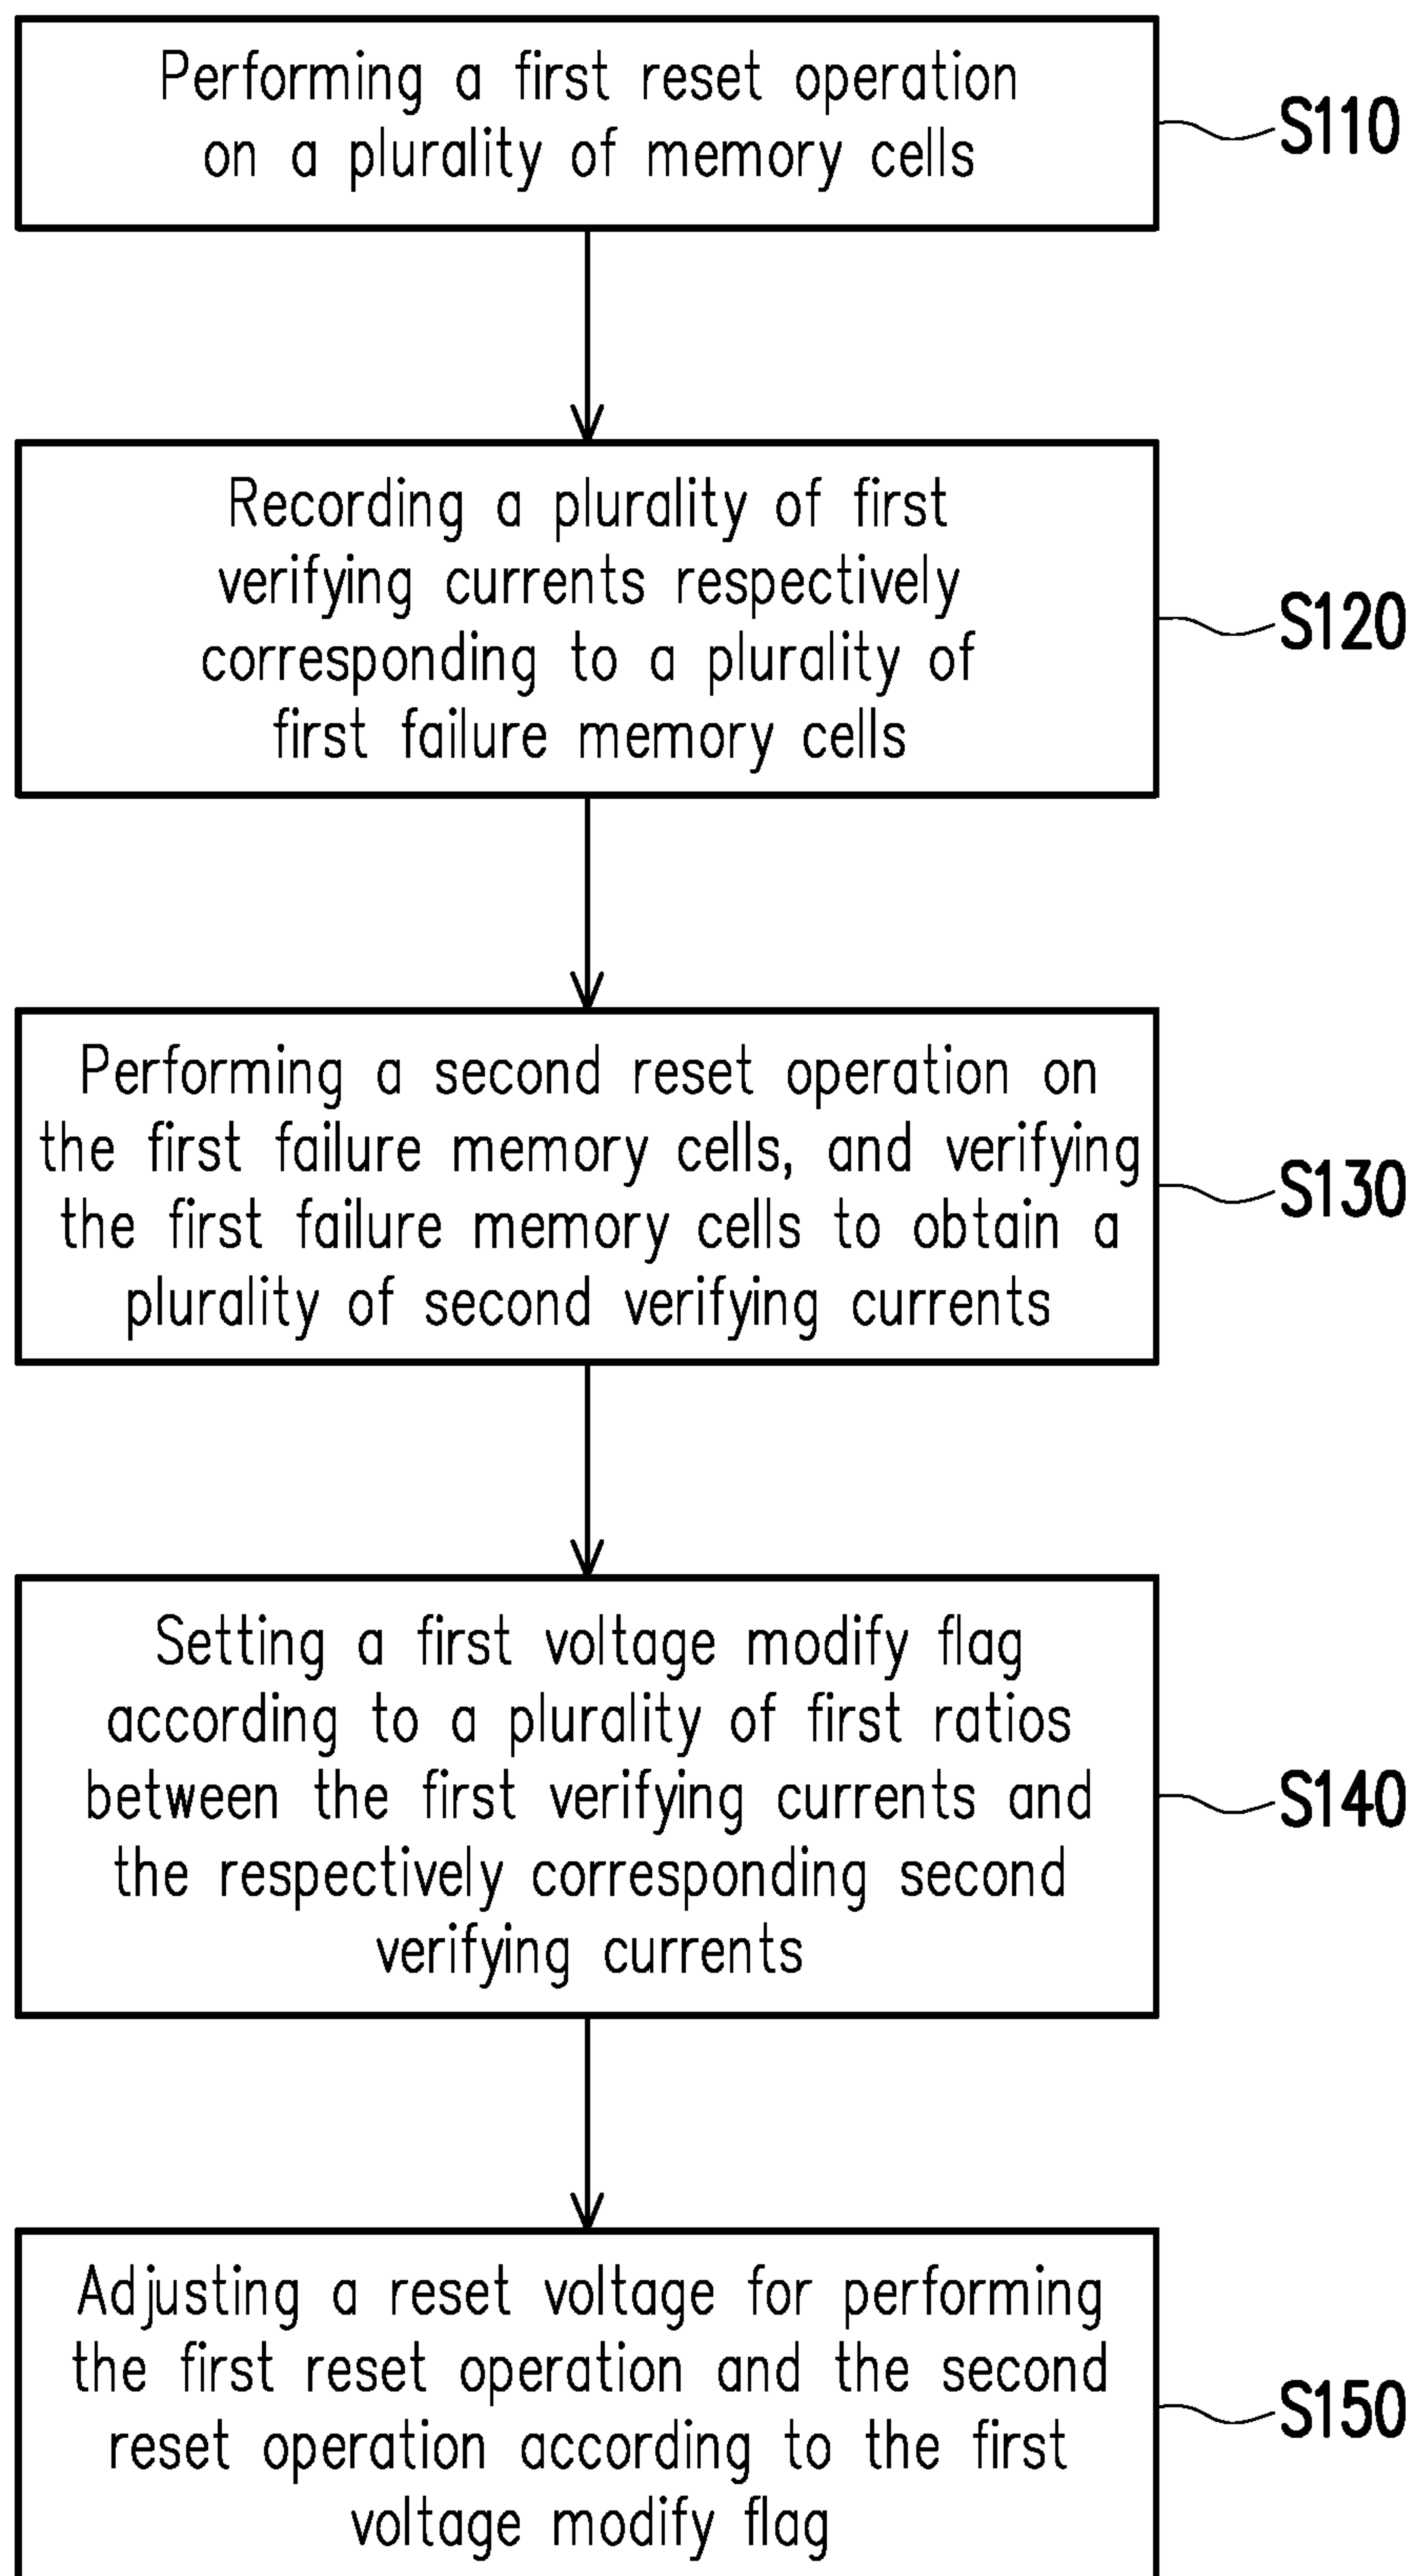 Performing a first reset operation
on a plurality of memory cells
S110
Recording a plurality of first
verifying currents respectively
corresponding to a plurality of
first failure memory cells
S120
Performing a second reset operation on
the first failure memory cells, and verifying
the first failure memory cells to obtain a
plurality of second verifying currents
S130
Setting a first voltage modify flag
according to a plurality of first ratios
between the first verifying currents and
the respectively corresponding second
verifying currents
S140
Adjusting a reset voltage for performing
the first reset operation and the second
reset operation according to the first
voltage modify flag
S150